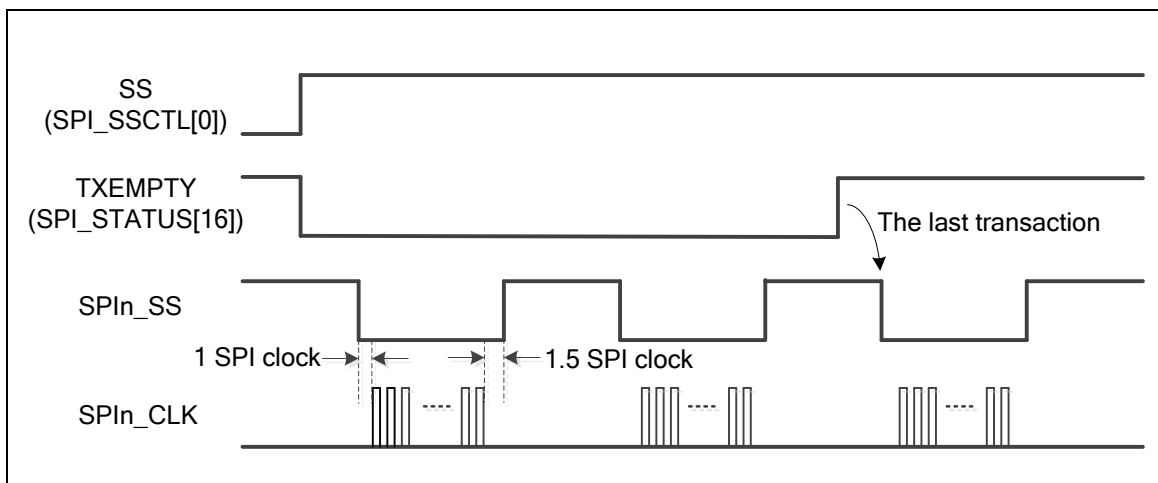 SS
(SPI_SSCTL[0])
TXEMPTY
(SPI_STATUS[16])
The last transaction
SPIn_SS
1 SPI clock
1.5 SPI clock
SPIn_CLK